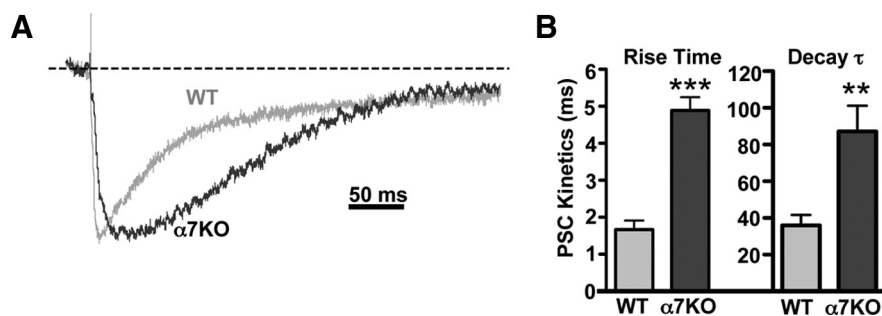 A
WT
50 ms
α7KO
B
Rise Time
Decay τ
PSC Kinetics (ms)
6
5
4
3
2
1
0
***
WT α7KO
120
100
80
60
40
20
**
WT α7KO